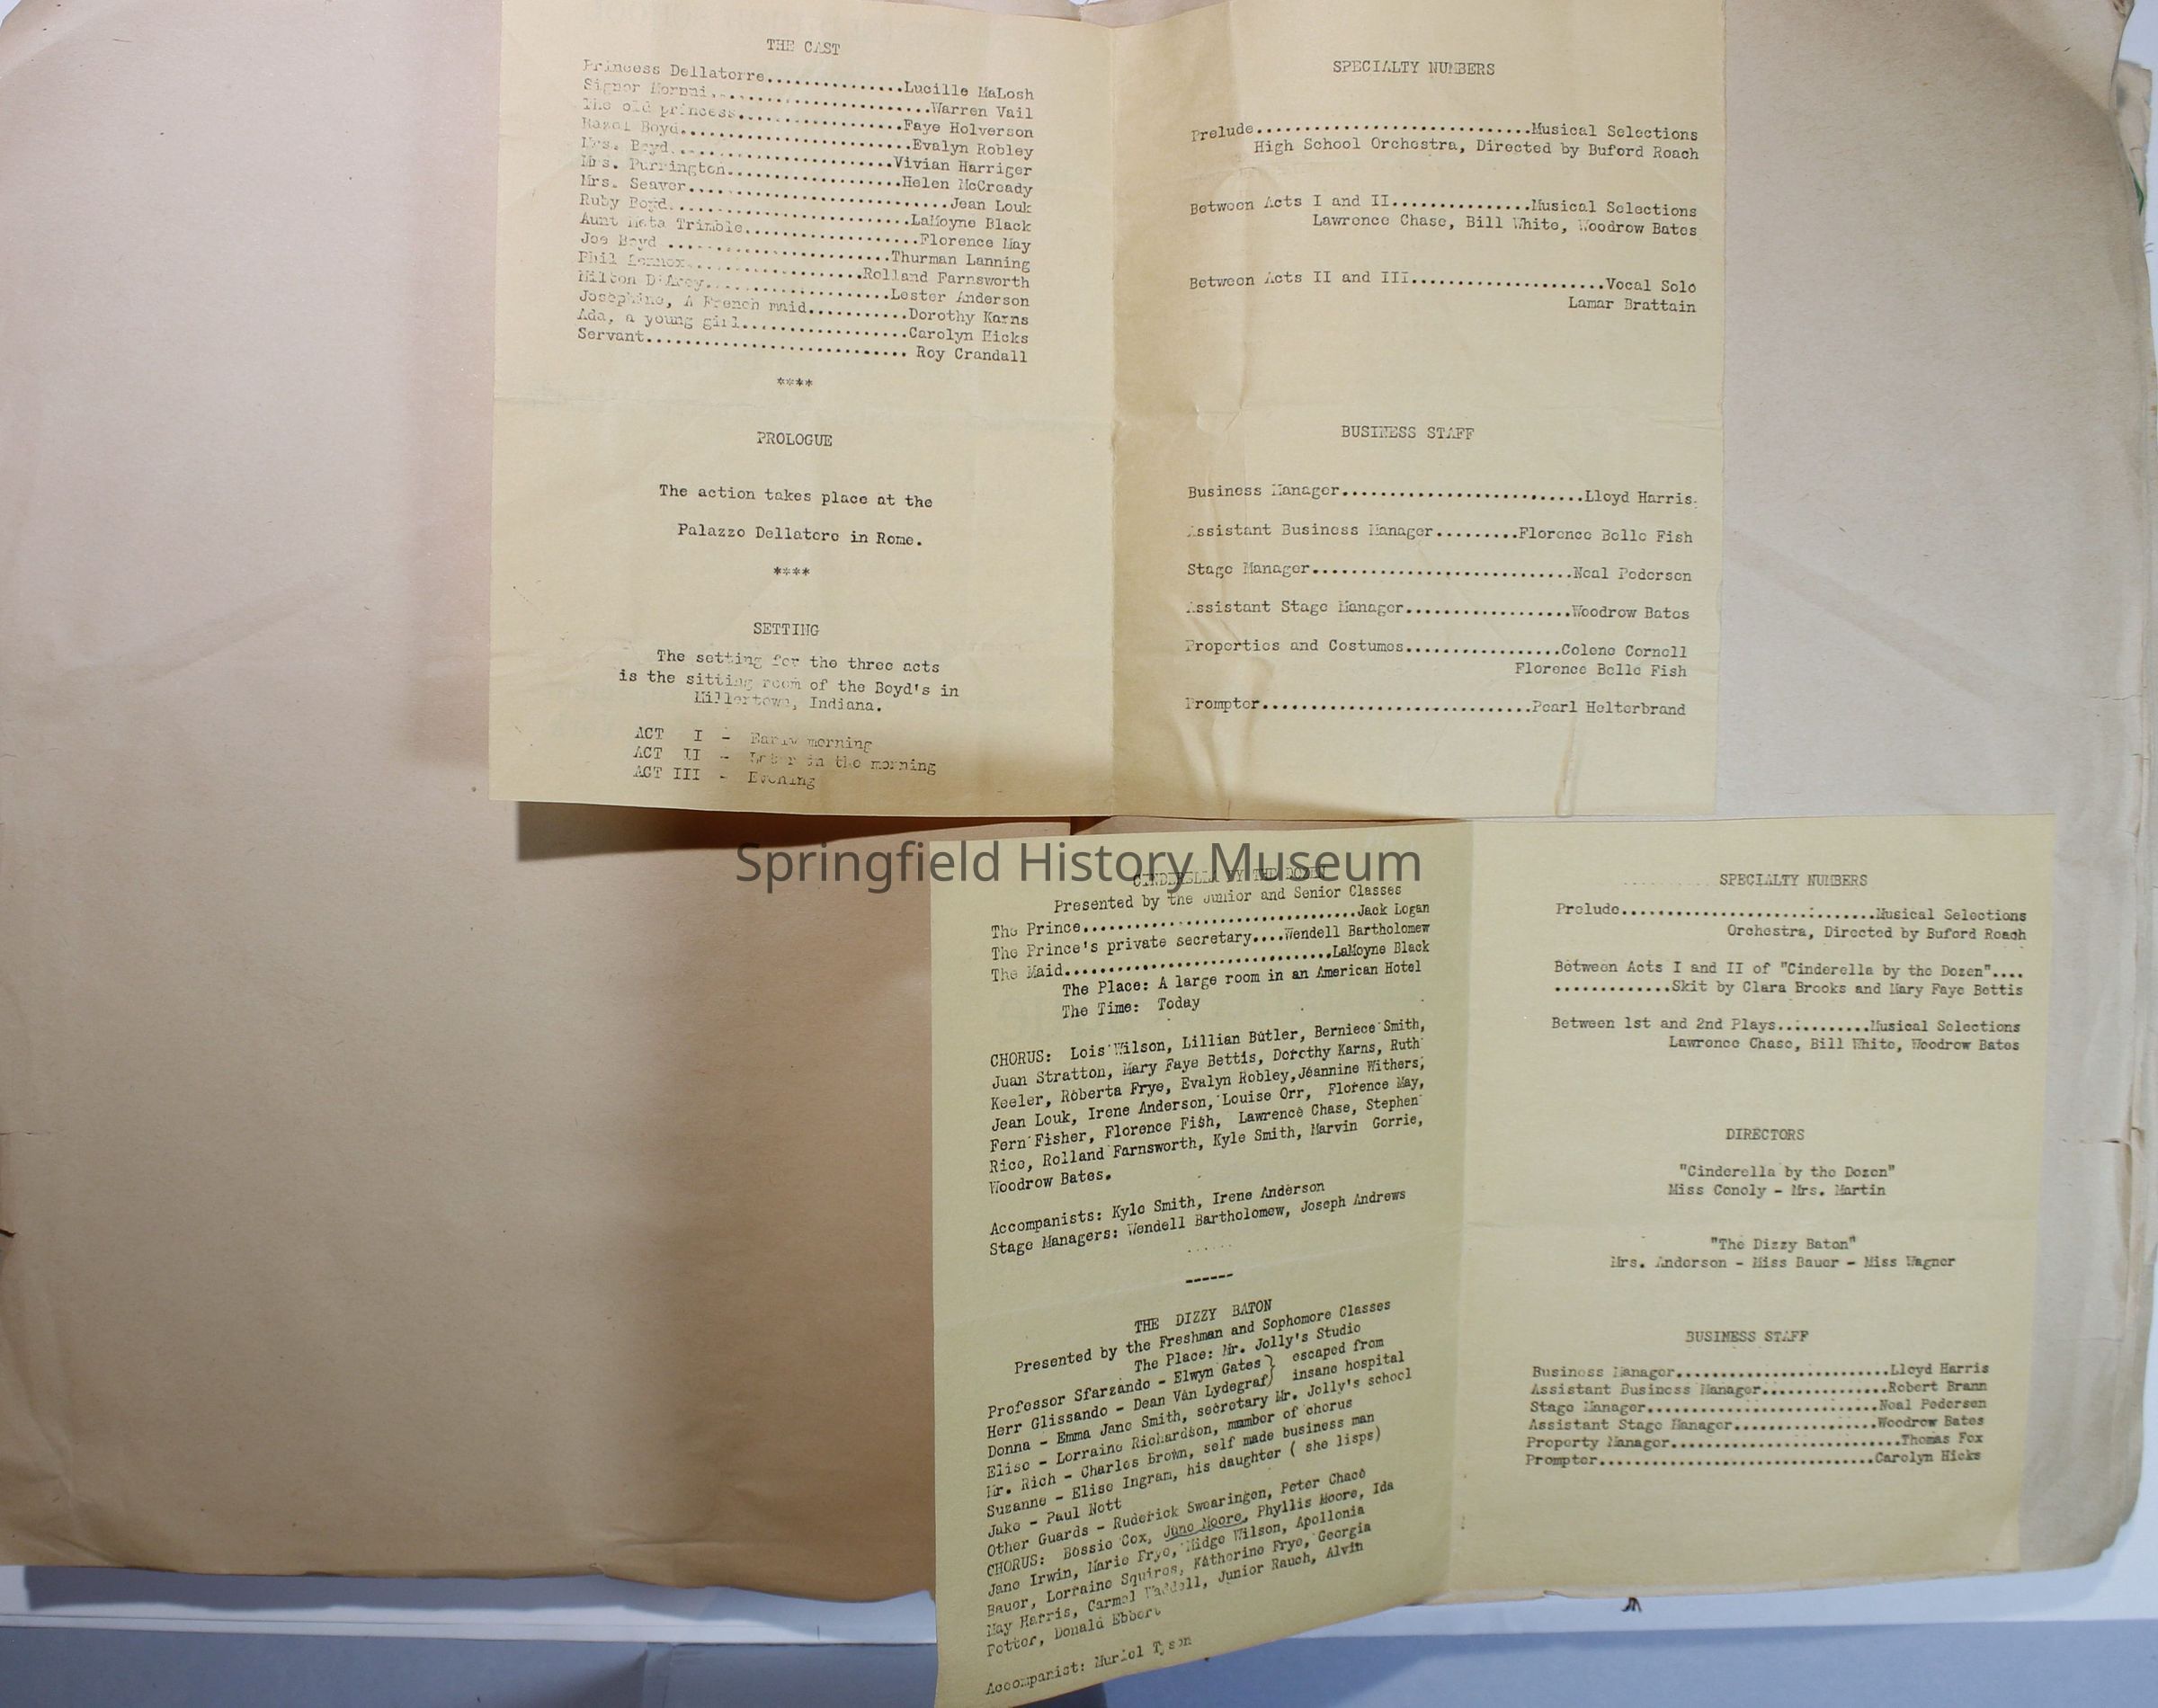 THE CAST
Princess Dellatorre..............Lucille MaLosh
Signor Mornni.......................Warren Vail
The old princess.................Faye Holverson
Hazel Boyd........................Evalyn Robley
Mrs. Boyd.......................Vivian Harriger
Mrs. Purrington..................Helen McCready
Mrs. Seaver...........................Jean Louk
Ruby Boyd.........................LaMoyne Black
Aunt Meta Trimble..................Florence May
Joe Boyd .......................Thurman Lanning
Phil Lennox..................Rolland Farnsworth
Milton D'Arcy...................Lester Anderson
Josephine, A French maid...........Dorothy Karns
Ada, a young girl.................Carolyn Hicks
Servant........................... Roy Crandall
****
PROLOGUE
The action takes place at the
Palazzo Dellatore in Rome.
****
SETTING
The setting for the three acts
is the sitting room of the Boyd's in
Millertown, Indiana.
ACT I - Early morning
ACT II - Later in the morning
ACT III - Evening
SPECIALTY NUMBERS
Prelude.............................Musical Selections
High School Orchestra, Directed by Buford Roach
Between Acts I and II...............Musical Selections
Lawrence Chase, Bill White, Woodrow Bates
Between Acts II and III.....................Vocal Solo
Lamar Brattain
BUSINESS STAFF
Business Manager.........................Lloyd Harris.
Assistant Business Manager.........Florence Belle Fish
Stage Manager...........................Neal Pedersen
Assistant Stage Manager.................Woodrow Bates
Properties and Costumes................Colene Cornell
Florence Belle Fish
Prompter............................Pearl Helterbrand
Springfield History Museum
CINDERELLA BY THE DOZEN
Presented by the Junior and Senior Classes
The Prince..................................Jack Logan
The Prince's private secretary....Wendell Bartholomew
The Maid.................................LaMoyne Black
The Place: A large room in an American Hotel
The Time: Today
CHORUS: Lois Wilson, Lillian Butler, Berniece Smith,
Juan Stratton, Mary Faye Bettis, Dorothy Karns, Ruth
Keeler, Roberta Frye, Evalyn Robley, Jeannine Withers,
Jean Louk, Irene Anderson, Louise Orr, Florence May,
Fern Fisher, Florence Fish, Lawrence Chase, Stephen
Rice, Rolland Farnsworth, Kyle Smith, Marvin Gorrie,
Woodrow Bates.
Accompanists: Kyle Smith, Irene Anderson
Stage Managers: Wendell Bartholomew, Joseph Andrews
......
------
THE DIZZY BATON
Presented by the Freshman and Sophomore Classes
The Place: Mr. Jolly's Studio
Professor Sfarzando - Elwyn Gates} escaped from
Herr Glissando - Dean Van Lydegraf} insane hospital
Donna - Emma Jane Smith, secretary Mr. Jolly's school
Elise - Lorraine Richardson, mamber of chorus
Mr. Rich - Charles Brown, self made business man
Suzanne - Elise Ingram, his daughter ( she lisps)
Jake - Paul Nott
Other Guards - Ruderick Swearingen, Peter Chace
CHORUS: Bessie Cox, June Moore, Phyllis Moore, Ida
Jane Irwin, Marie Frye, Midge Wilson, Apollonia
Bauer, Lorraine Squires, Katherine Frye, Georgia
May Harris, Carmel Waddell, Junior Rauch, Alvin
Potter, Donald Ebbert
Accompanist: Muriel Tyson
SPECIALTY NUMBERS
Prelude.............................Musical Selections
Orchestra, Directed by Buford Roach
Between Acts I and II of "Cinderella by the Dozen"....
.............Skit by Clara Brooks and Mary Faye Bettis
Between 1st and 2nd Plays...........Musical Selections
Lawrence Chase, Bill White, Woodrow Bates
DIRECTORS
"Cinderella by the Dozen"
Miss Conoly - Mrs. Martin
"The Dizzy Baton"
Mrs. Anderson - Miss Bauer - Miss Wagner
BUSINESS STAFF
Business Manager.........................Lloyd Harris
Assistant Business Manager...............Robert Brann
Stage Manager...........................Neal Pedersen
Assistant Stage Manager.................Woodrow Bates
Property Manager...........................Thomas Fox
Prompter................................Carolyn Hicks